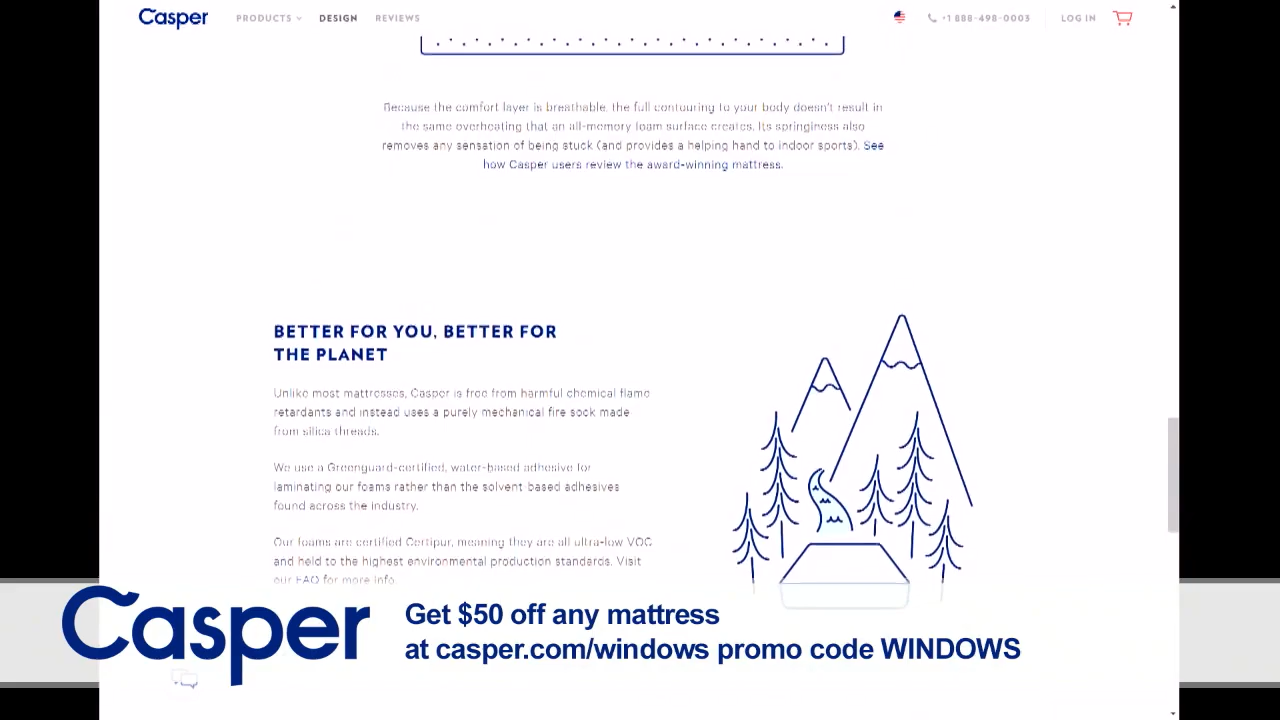 Casper PRODUCTS DESIGN REVIEWS +1 888-498-0003 LOG IN
Because the comfort layer is breathable, the full contouring to your body doesn't result in
the same overheating that an all-memory foam surface creates. Its springiness also
removes any sensation of being stuck (and provides a helping hand to indoor sports). See
how Casper users review the award-winning mattress.
BETTER FOR YOU, BETTER FOR
THE PLANET
Unlike most mattresses, Casper is free from harmful chemical flame
retardants and instead uses a purely mechanical fire sock made
from silica threads.
We use a Greenguard-certified, water-based adhesive for
laminating our foams rather than the solvent based adhesives
found across the industry.
Our foams are certified Certipur, meaning they are all ultra-low VOC
and held to the highest environmental production standards. Visit
our FAQ for more info.
Casper
Get $50 off any mattress
at casper.com/windows promo code WINDOWS